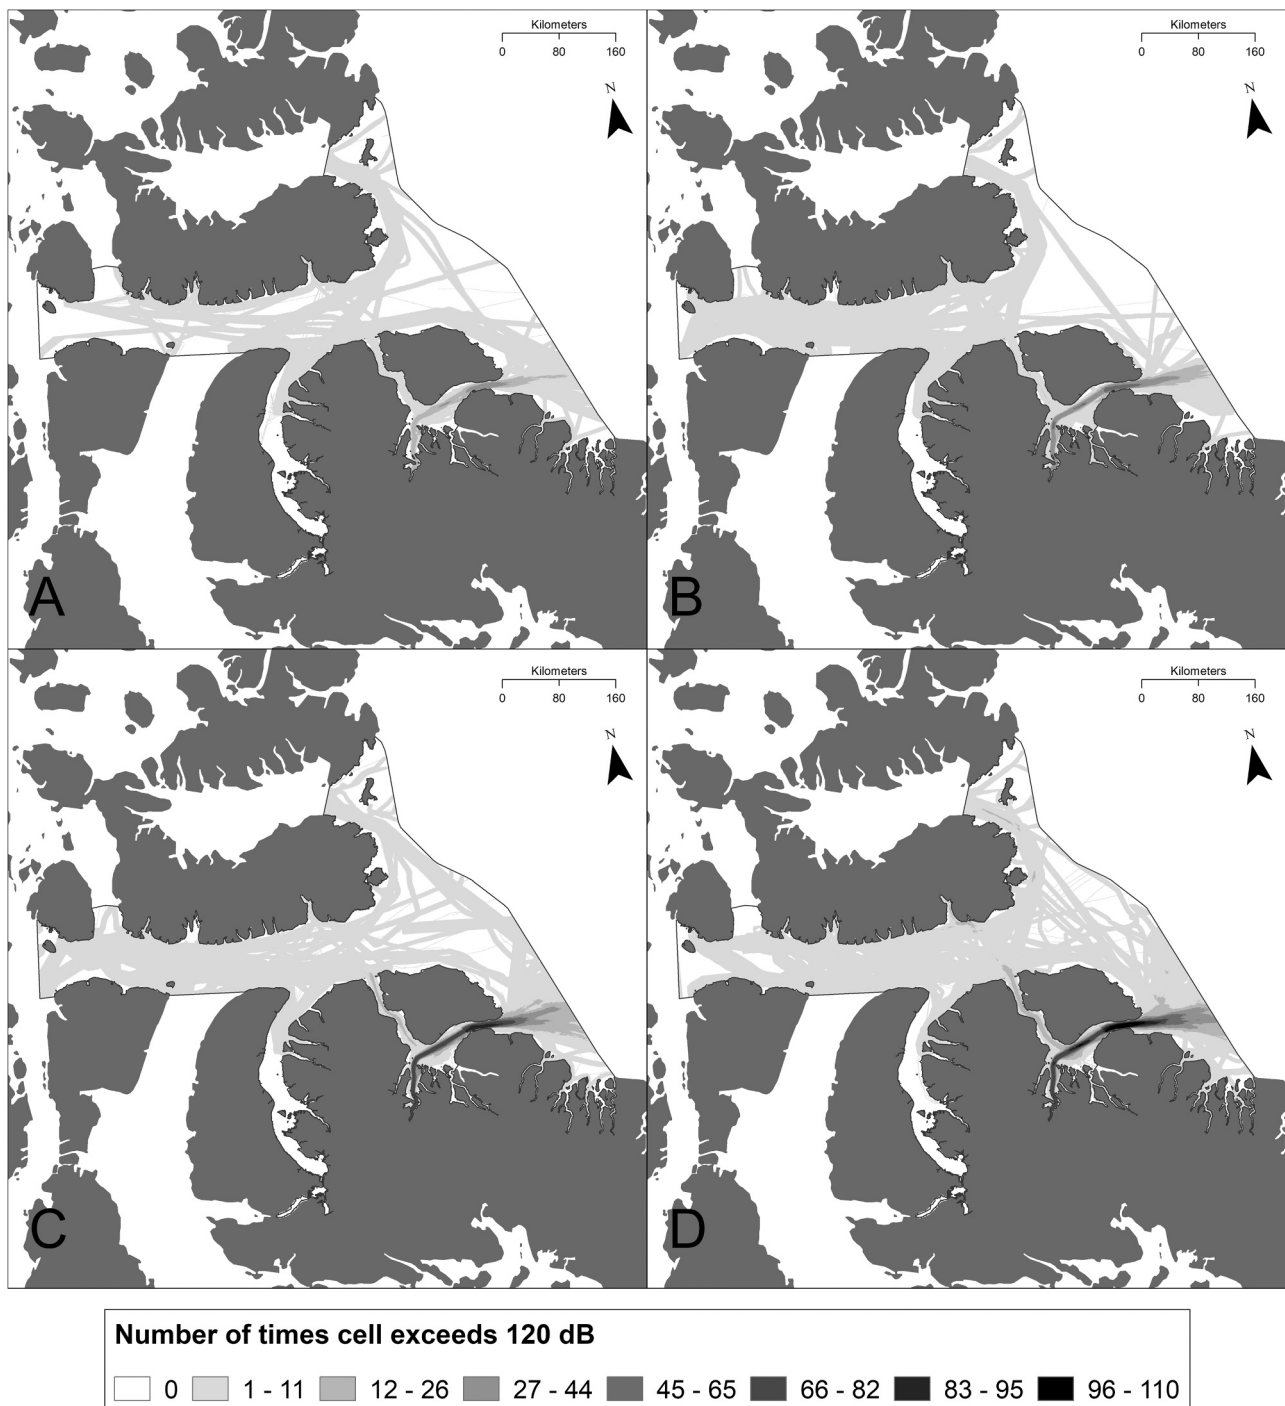 Kilometers
0 80 160
N
A
Kilometers
0 80 160
N
B
Kilometers
0 80 160
N
C
Kilometers
0 80 160
N
D
Number of times cell exceeds 120 dB
0 1 - 11 12 - 26 27 - 44 45 - 65 66 - 82 83 - 95 96 - 110